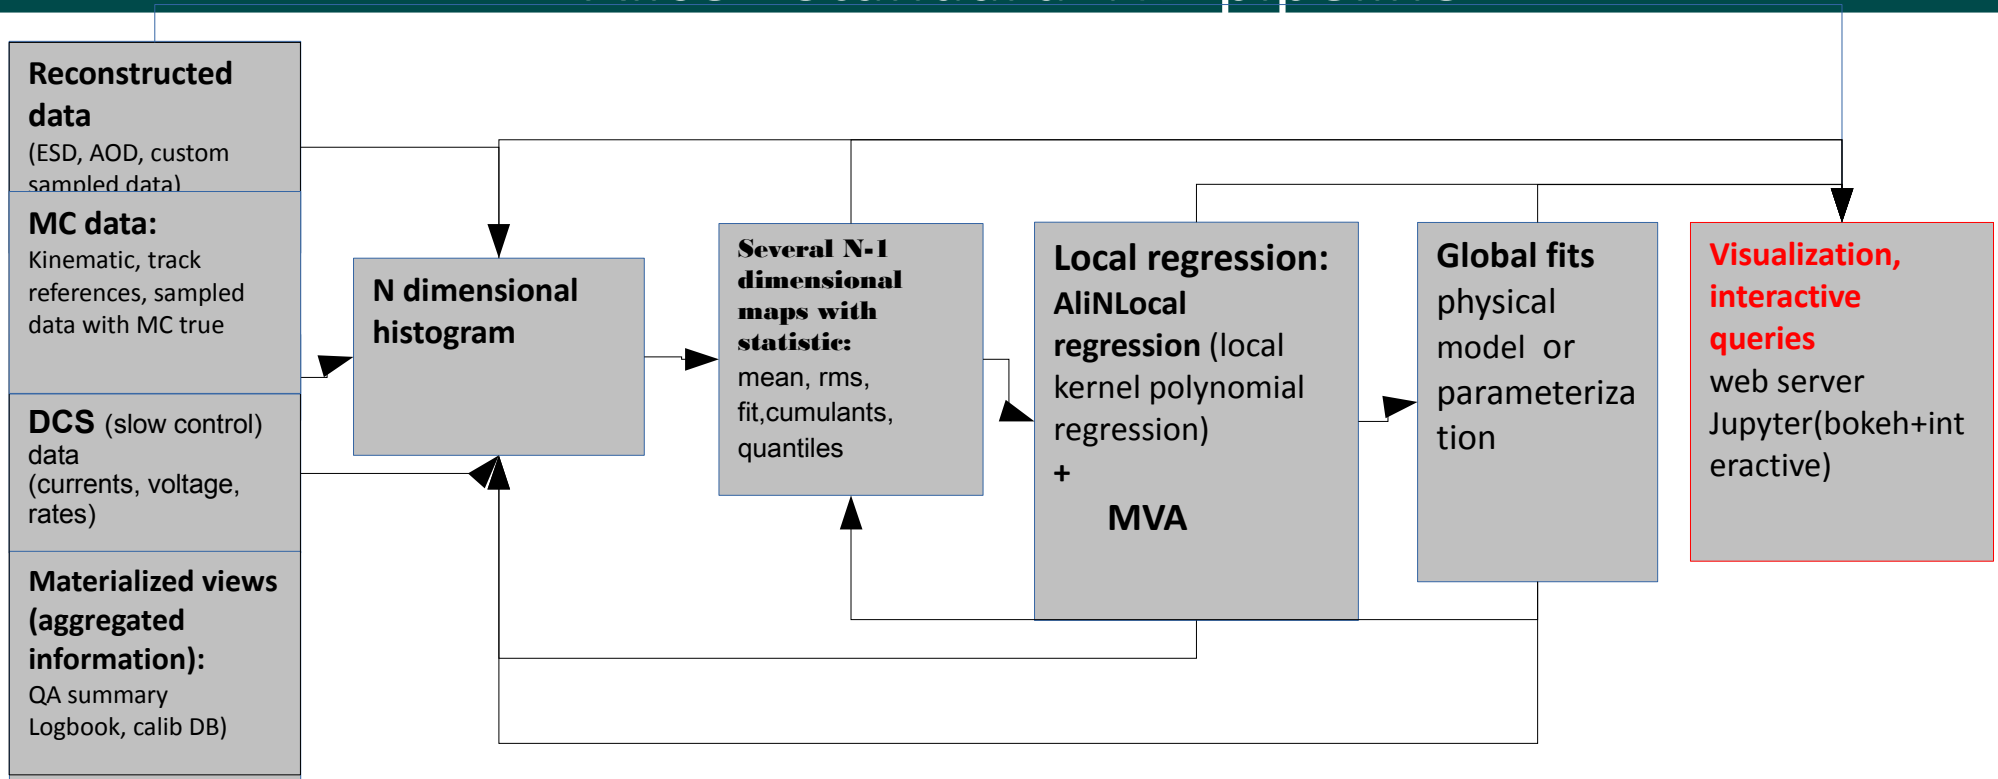 Reconstructed
data
(ESD, AOD, custom
sampled data)
MC data:
Kinematic, track
references, sampled
data with MC true
DCS (slow control)
data
(currents, voltage,
rates)
Materialized views
(aggregated
information):
QA summary
Logbook, calib DB)
N dimensional
histogram
Several N-1
dimensional
maps with
statistic:
mean, rms,
fit,cumulants,
quantiles
Local regression:
AliNLocal
regression (local
kernel polynomial
regression)
+
MVA
Global fits
physical
model or
parameteriza
tion
Visualization,
interactive
queries
web server
Jupyter(bokeh+int
eractive)